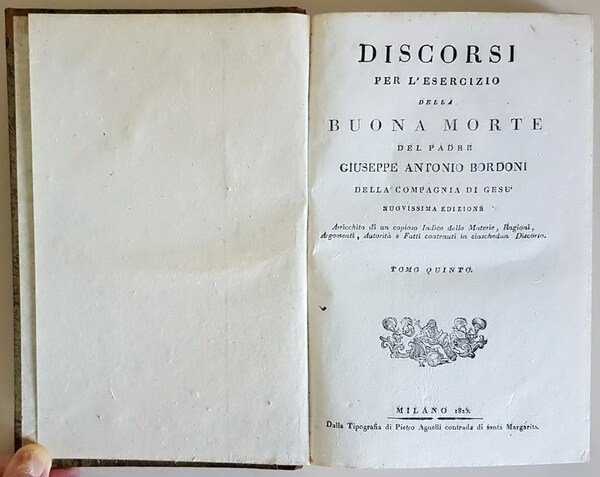 DISCORSI
PER L'ESERCIZIO
DELLA
BUONA MORTE
DEL PADRE
GIUSEPPE ANTONIO BORDONI
DELLA COMPAGNIA DI GESU'
NUOVISSIMA EDIZIONE
Arricchita di un copioso Indice delle Materie, Ragioni,
Argomenti, Autorità e Fatti contenuti in ciaschedun Discorso.
TOMO QUINTO.
MILANO
Dalla Tipografia di Pietro Agnelli contrada di santa Margarita.